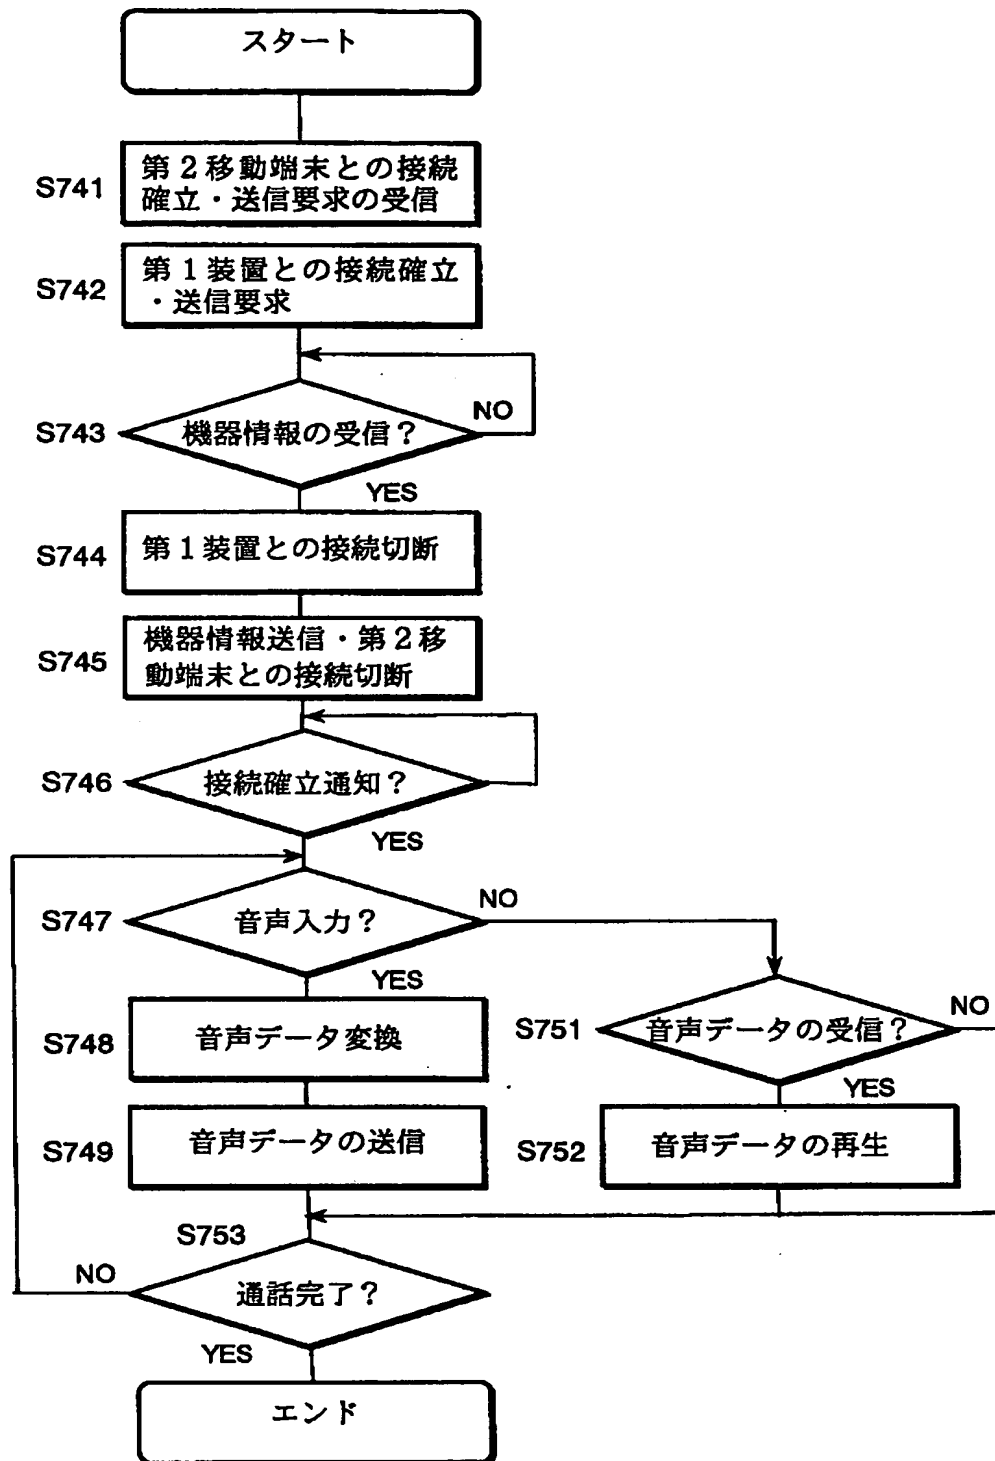 スタート
S741
第2移動端末との接続
確立・送信要求の受信
S742
第1装置との接続確立
・送信要求
S743
機器情報の受信?
NO
YES
S744
第1装置との接続切断
S745
機器情報送信・第2移
動端末との接続切断
S746
接続確立通知?
YES
S747
音声入力?
NO
YES
S748
音声データ変換
S751
音声データの受信?
NO
YES
S749
音声データの送信
S752
音声データの再生
S753
通話完了?
NO
YES
エンド